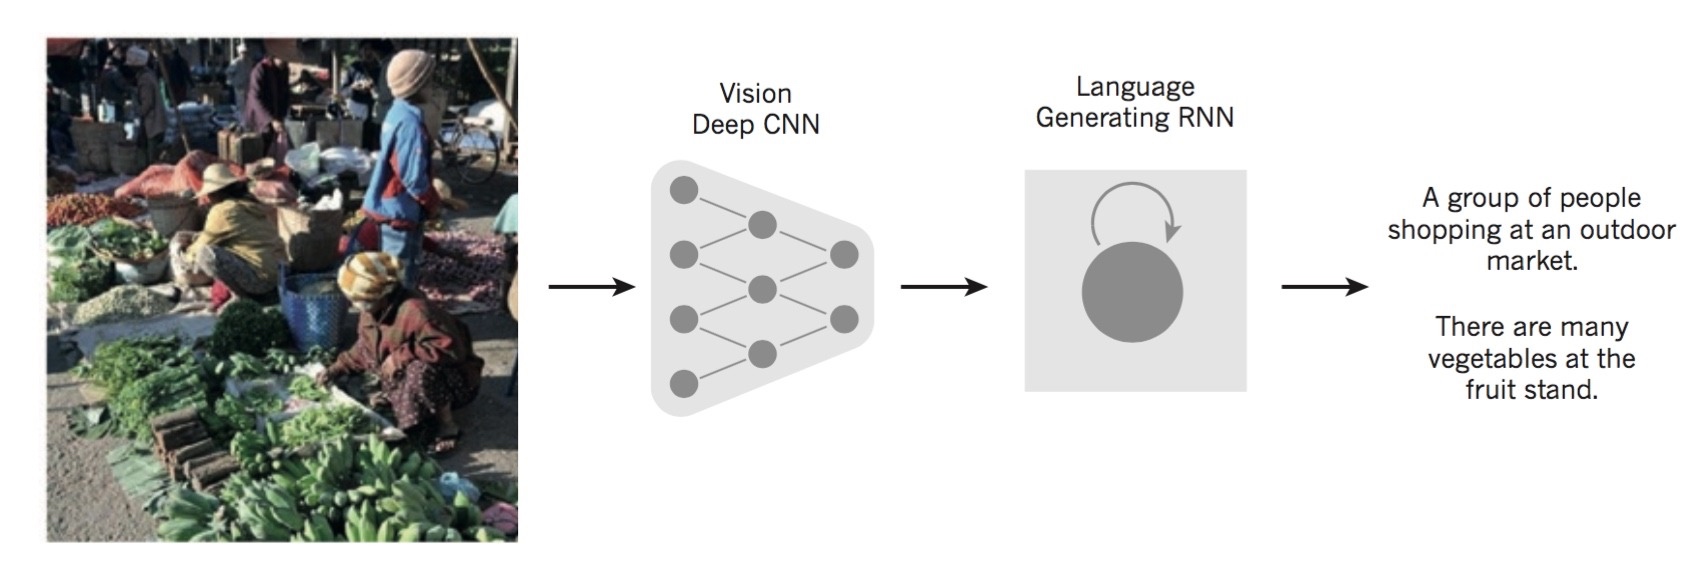 Vision
Deep CNN
Language
Generating RNN
A group of people
shopping at an outdoor
market.
There are many
vegetables at the
fruit stand.